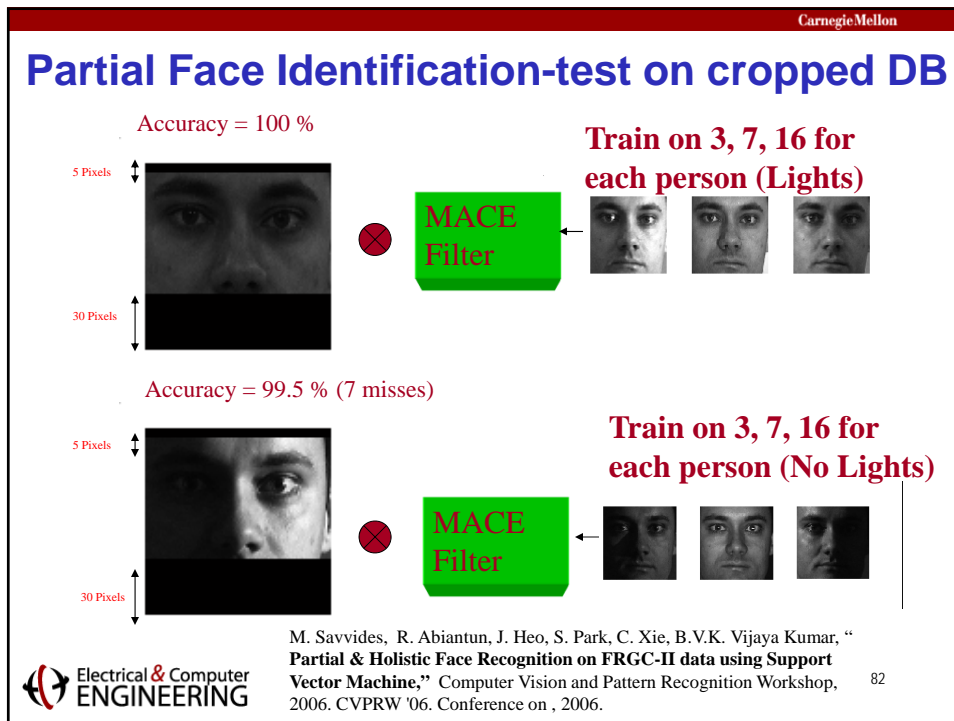 Carnegie Mellon
Partial Face Identification-test on cropped DB
Accuracy = 100 %
Train on 3, 7, 16 for
each person (Lights)
5 Pixels
MACE
Filter
30 Pixels
Accuracy = 99.5 % (7 misses)
Train on 3, 7, 16 for
each person (No Lights)
5 Pixels
MACE
Filter
30 Pixels
M. Savvides, R. Abiantun, J. Heo, S. Park, C. Xie, B.V.K. Vijaya Kumar, “
Partial & Holistic Face Recognition on FRGC-II data using Support
Vector Machine,” Computer Vision and Pattern Recognition Workshop,
2006. CVPRW '06. Conference on , 2006.
Electrical & Computer
ENGINEERING
82